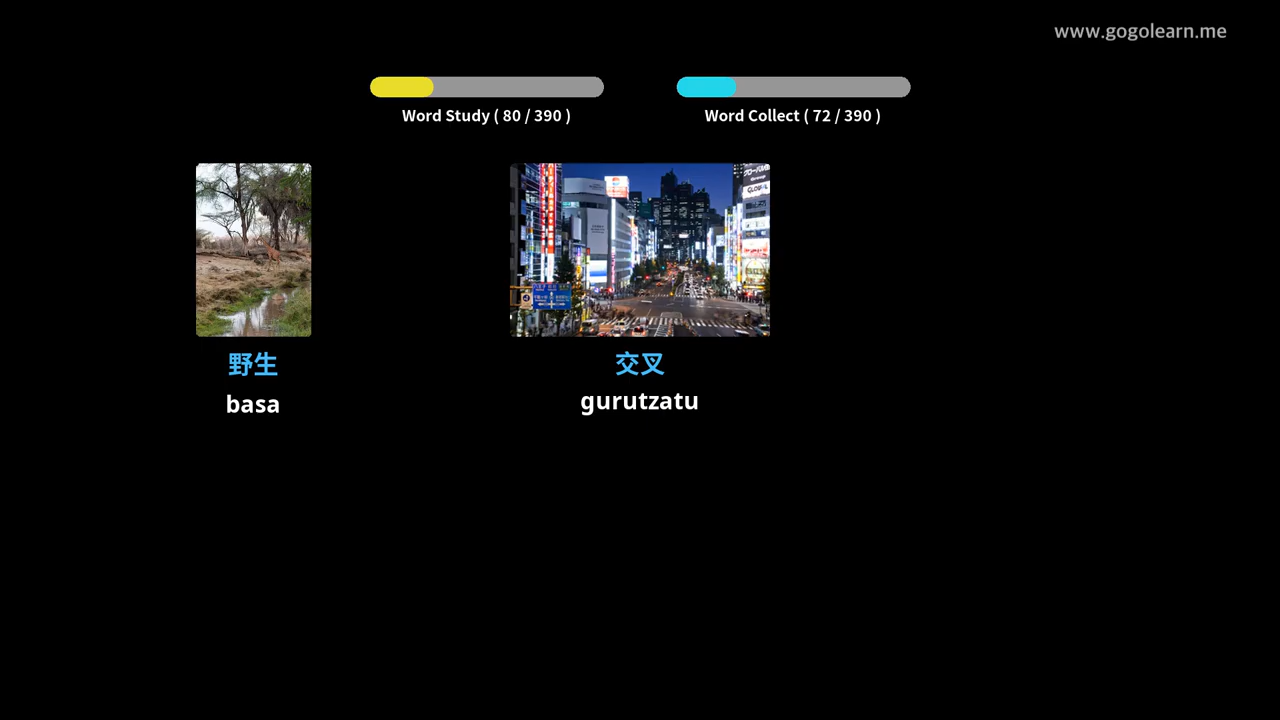 www.gogolearn.me
Word Study ( 80 / 390 )
Word Collect ( 72 / 390 )
野生
basa
交叉
gurutzatu